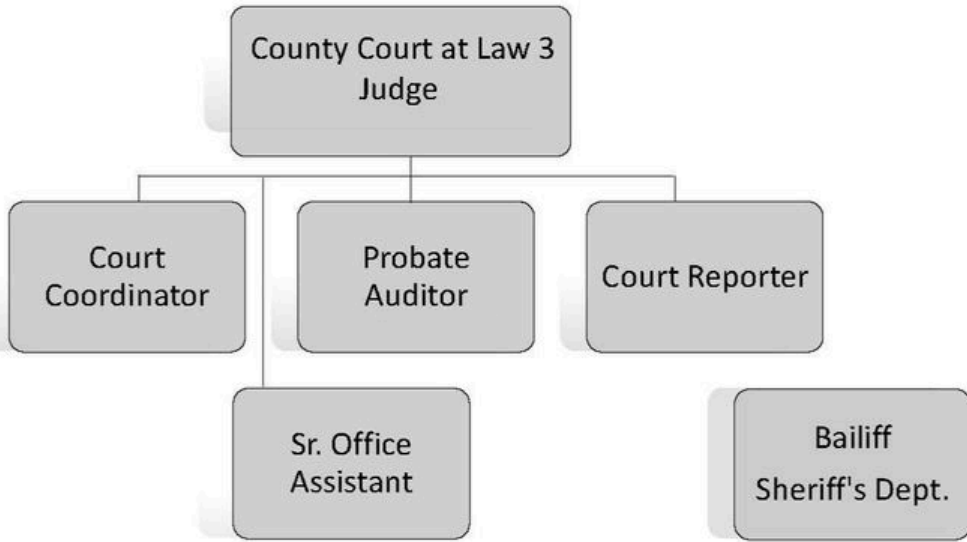 County Court at Law 3
Judge
Court
Coordinator
Probate
Auditor
Court Reporter
Sr. Office
Assistant
Bailiff
Sheriff's Dept.